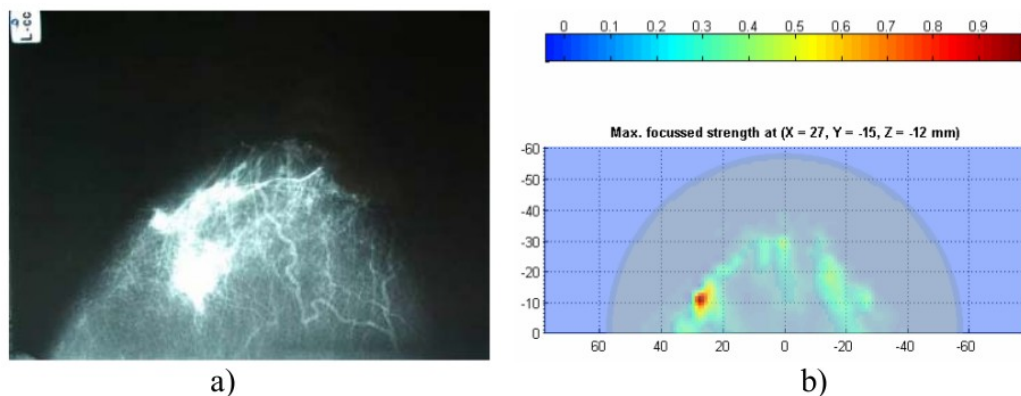 L-CC
0 0.1 0.2 0.3 0.4 0.5 0.6 0.7 0.8 0.9
Max. focussed strength at (X = 27, Y = -15, Z = -12 mm)
-60
-50
-40
-30
-20
-10
0
60 40 20 0 -20 -40 -60
a) b)